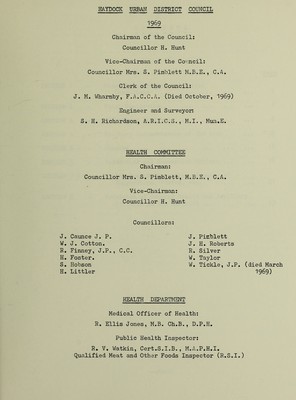 HAYDOCK URBAN DISTRICT COUNCIL
1969
Chairman of the Council:
Councillor H. Hunt
Vice-Chairman of the Council:
Councillor Mrs. S. Pimblett M.B.E., C.A.
Clerk of the Council:
J. M. Wharmby, F.A.C.C.A. (Died October, 1969)
Engineer and Surveyor:
S. H. Richardson, A.R.I.C.S., M.I., Mun.E.
HEALTH COMMITTEE
Chairman:
Councillor Mrs. S. Pimblett, M.B.E., C.A.
Vice-Chairman:
Councillor H. Hunt
Councillors:
J. Caunce J. P.
W. J. Cotton.
R. Finney, J.P., C.C.
H. Foster.
S. Hobson
H. Littler
J. Pimblett
J. H. Roberts
R. Silver
W. Taylor
W. Tickle, J.P. (died March
1969)
HEALTH DEPARTMENT
Medical Officer of Health:
R. Ellis Jones, M.B. Ch.B., D.P.H.
Public Health Inspector:
R. V. Watkin, Cert.S.I.B., M.A.P.H.I.
Qualified Meat and Other Foods Inspector (R.S.I.)